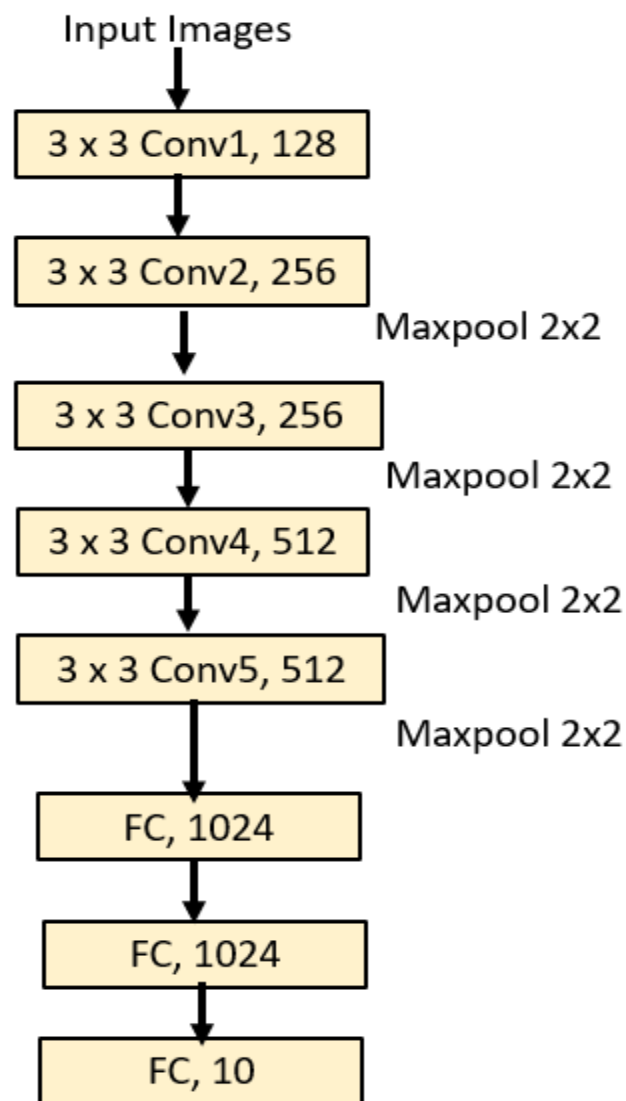 Input Images
3 x 3 Conv1, 128
3 x 3 Conv2, 256
Maxpool 2x2
3 x 3 Conv3, 256
Maxpool 2x2
3 x 3 Conv4, 512
Maxpool 2x2
3 x 3 Conv5, 512
Maxpool 2x2
FC, 1024
FC, 1024
FC, 10